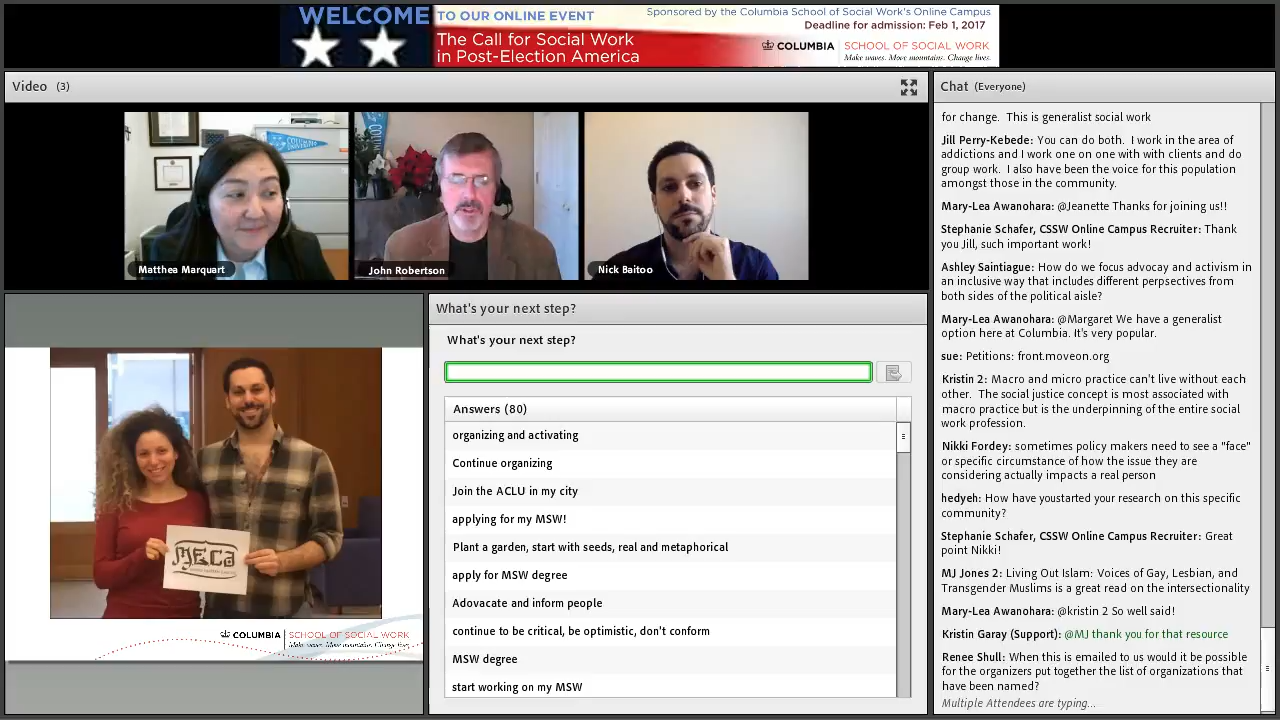 WELCOME TO OUR ONLINE EVENT
The Call for Social Work
in Post-Election America
Sponsored by the Columbia School of Social Work's Online Campus
Deadline for admission: Feb 1, 2017
COLUMBIA | SCHOOL OF SOCIAL WORK
Make waves. Move mountains. Change lives.
Video (3)
Matthea Marquart
John Robertson
Nick Baitoo
MECA
COLUMBIA | SCHOOL OF SOCIAL WORK
Make waves. Move mountains. Change lives.
What's your next step?
What's your next step?
Answers (80)
organizing and activating
Continue organizing
Join the ACLU in my city
applying for my MSW!
Plant a garden, start with seeds, real and metaphorical
apply for MSW degree
Adovacate and inform people
continue to be critical, be optimistic, don't conform
MSW degree
start working on my MSW
Chat (Everyone)
for change. This is generalist social work
Jill Perry-Kebede: You can do both. I work in the area of
addictions and I work one on one with with clients and do
group work. I also have been the voice for this population
amongst those in the community.
Mary-Lea Awanohara: @Jeanette Thanks for joining us!!
Stephanie Schafer, CSSW Online Campus Recruiter: Thank
you Jill, such important work!
Ashley Saintiague: How do we focus advocacy and activism in
an inclusive way that includes different perpsectives from
both sides of the political aisle?
Mary-Lea Awanohara: @Margaret We have a generalist
option here at Columbia. It's very popular.
sue: Petitions: front.moveon.org
Kristin 2: Macro and micro practice can't live without each
other. The social justice concept is most associated with
macro practice but is the underpinning of the entire social
work profession.
Nikki Fordey: sometimes policy makers need to see a "face"
or specific circumstance of how the issue they are
considering actually impacts a real person
hedyeh: How have youstarted your research on this specific
community?
Stephanie Schafer, CSSW Online Campus Recruiter: Great
point Nikki!
MJ Jones 2: Living Out Islam: Voices of Gay, Lesbian, and
Transgender Muslims is a great read on the intersectionality
Mary-Lea Awanohara: @kristin 2 So well said!
Kristin Garay (Support): @MJ thank you for that resource
Renee Shull: When this is emailed to us would it be possible
for the organizers put together the list of organizations that
have been named?
Multiple Attendees are typing...